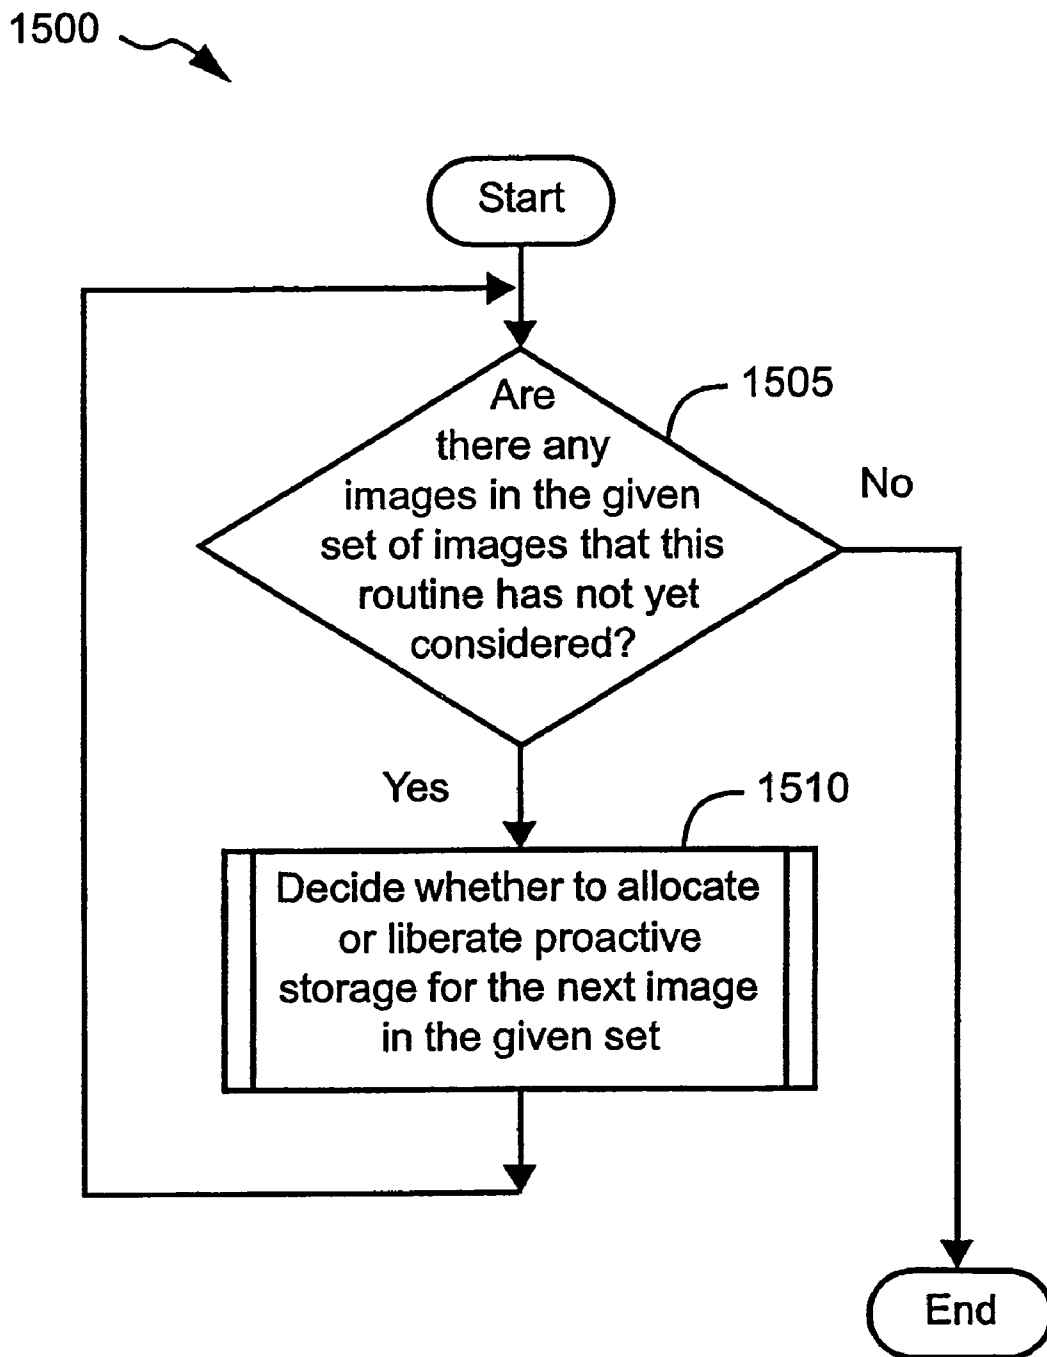 1500
Start
Are
there any
images in the given
set of images that this
routine has not yet
considered?
1505
No
Yes
1510
Decide whether to allocate
or liberate proactive
storage for the next image
in the given set
End